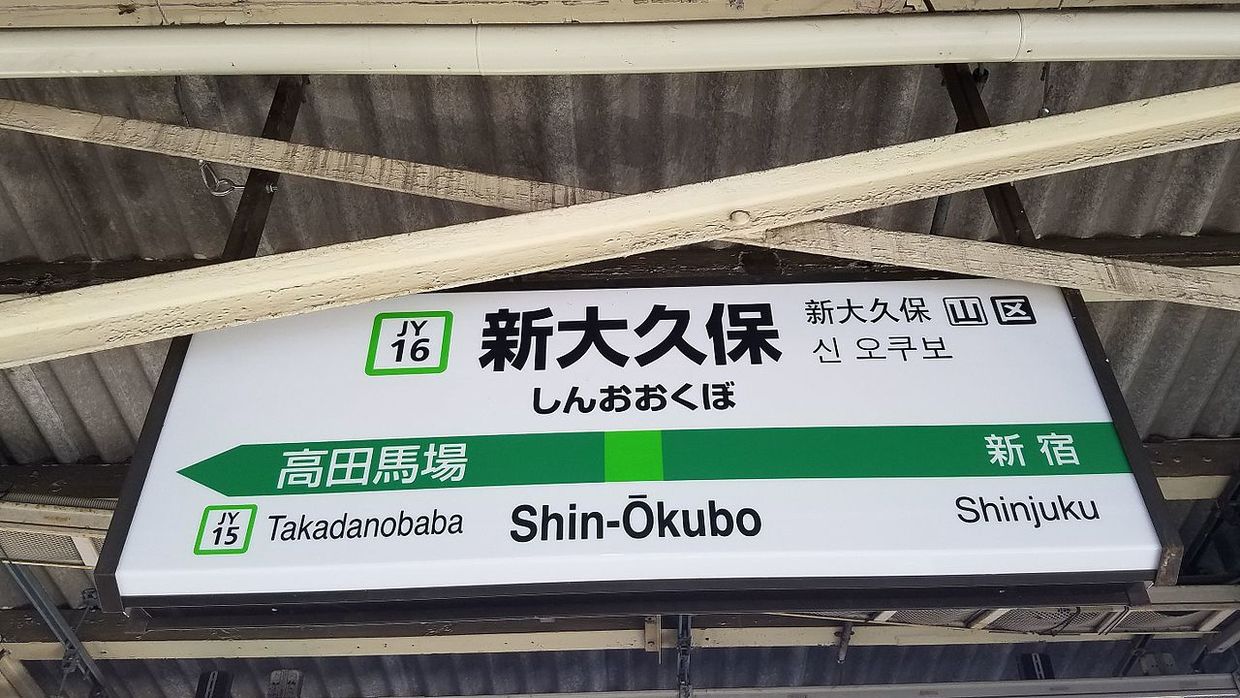 JY
16
新大久保
新大久保 山 区
신 오쿠보
しんおおくぼ
高田馬場
新宿
JY
15
Takadanobaba
Shin-Ōkubo
Shinjuku